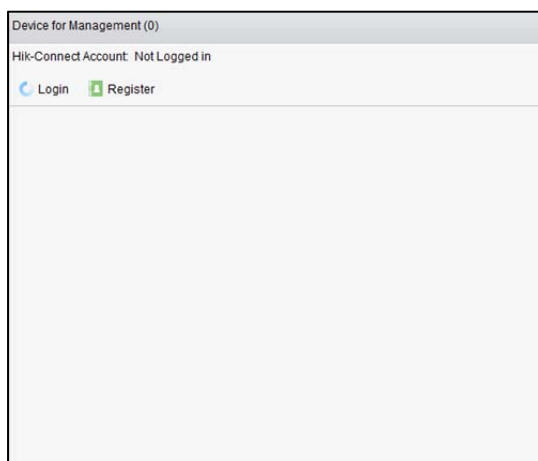 Device for Management (0)
Hik-Connect Account: Not Logged in
Login Register